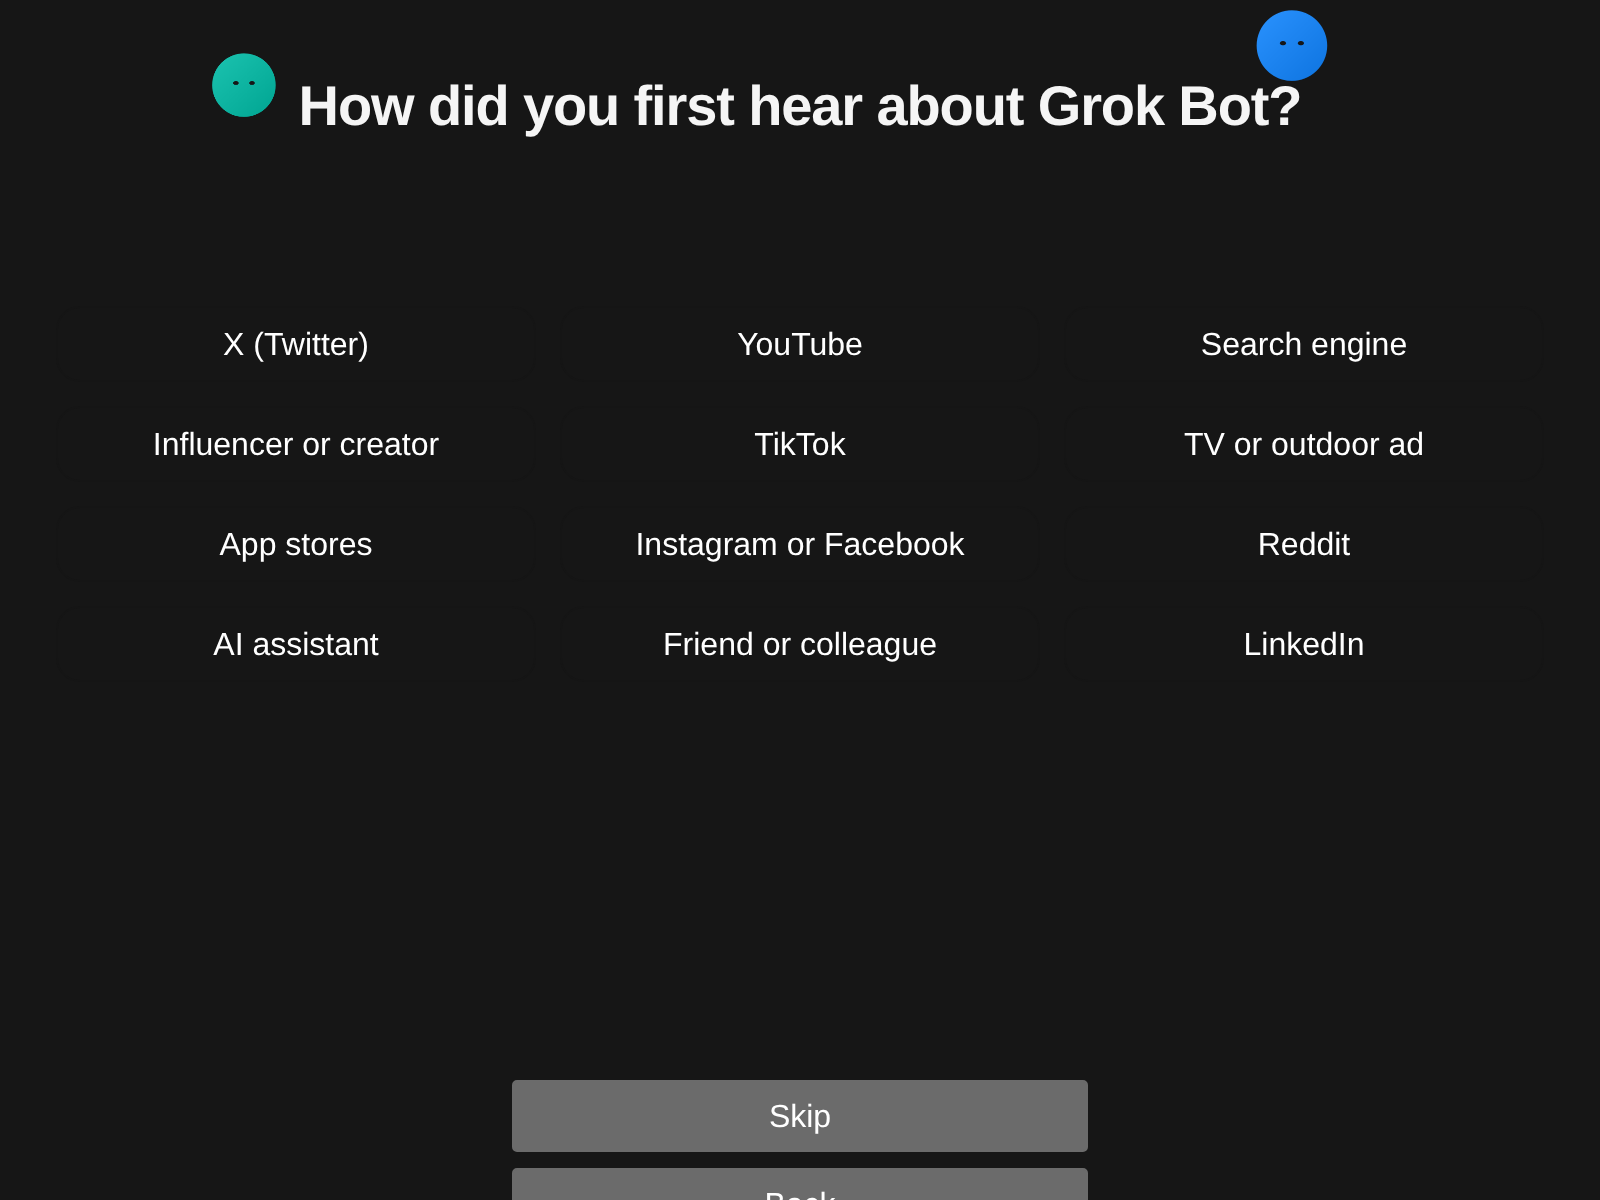 How did you first hear about Grok Bot?
X (Twitter)
YouTube
Search engine
Influencer or creator
TikTok
TV or outdoor ad
App stores
Instagram or Facebook
Reddit
AI assistant
Friend or colleague
LinkedIn
Skip
Back